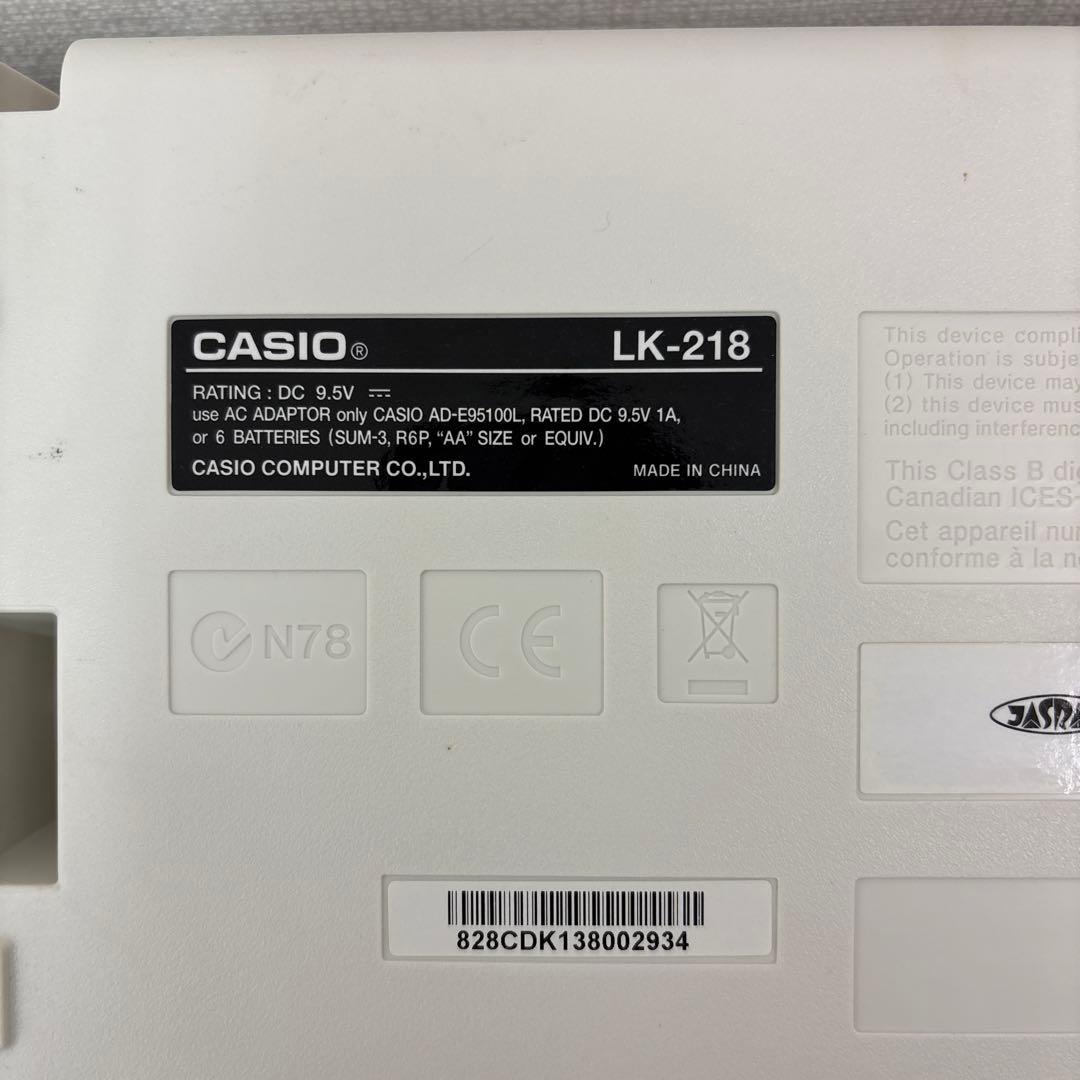 CASIO® LK-218
RATING : DC 9.5V
use AC ADAPTOR only CASIO AD-E95100L, RATED DC 9.5V 1A,
or 6 BATTERIES (SUM-3, R6P, "AA" SIZE or EQUIV.)
CASIO COMPUTER CO.,LTD. MADE IN CHINA
This device compli
Operation is subje
(1) This device may
(2) this device mus
including interferenc
This Class B di
Canadian ICES-
Cet appareil nu
conforme à la n
N78
CE
JASRA
828CDK138002934